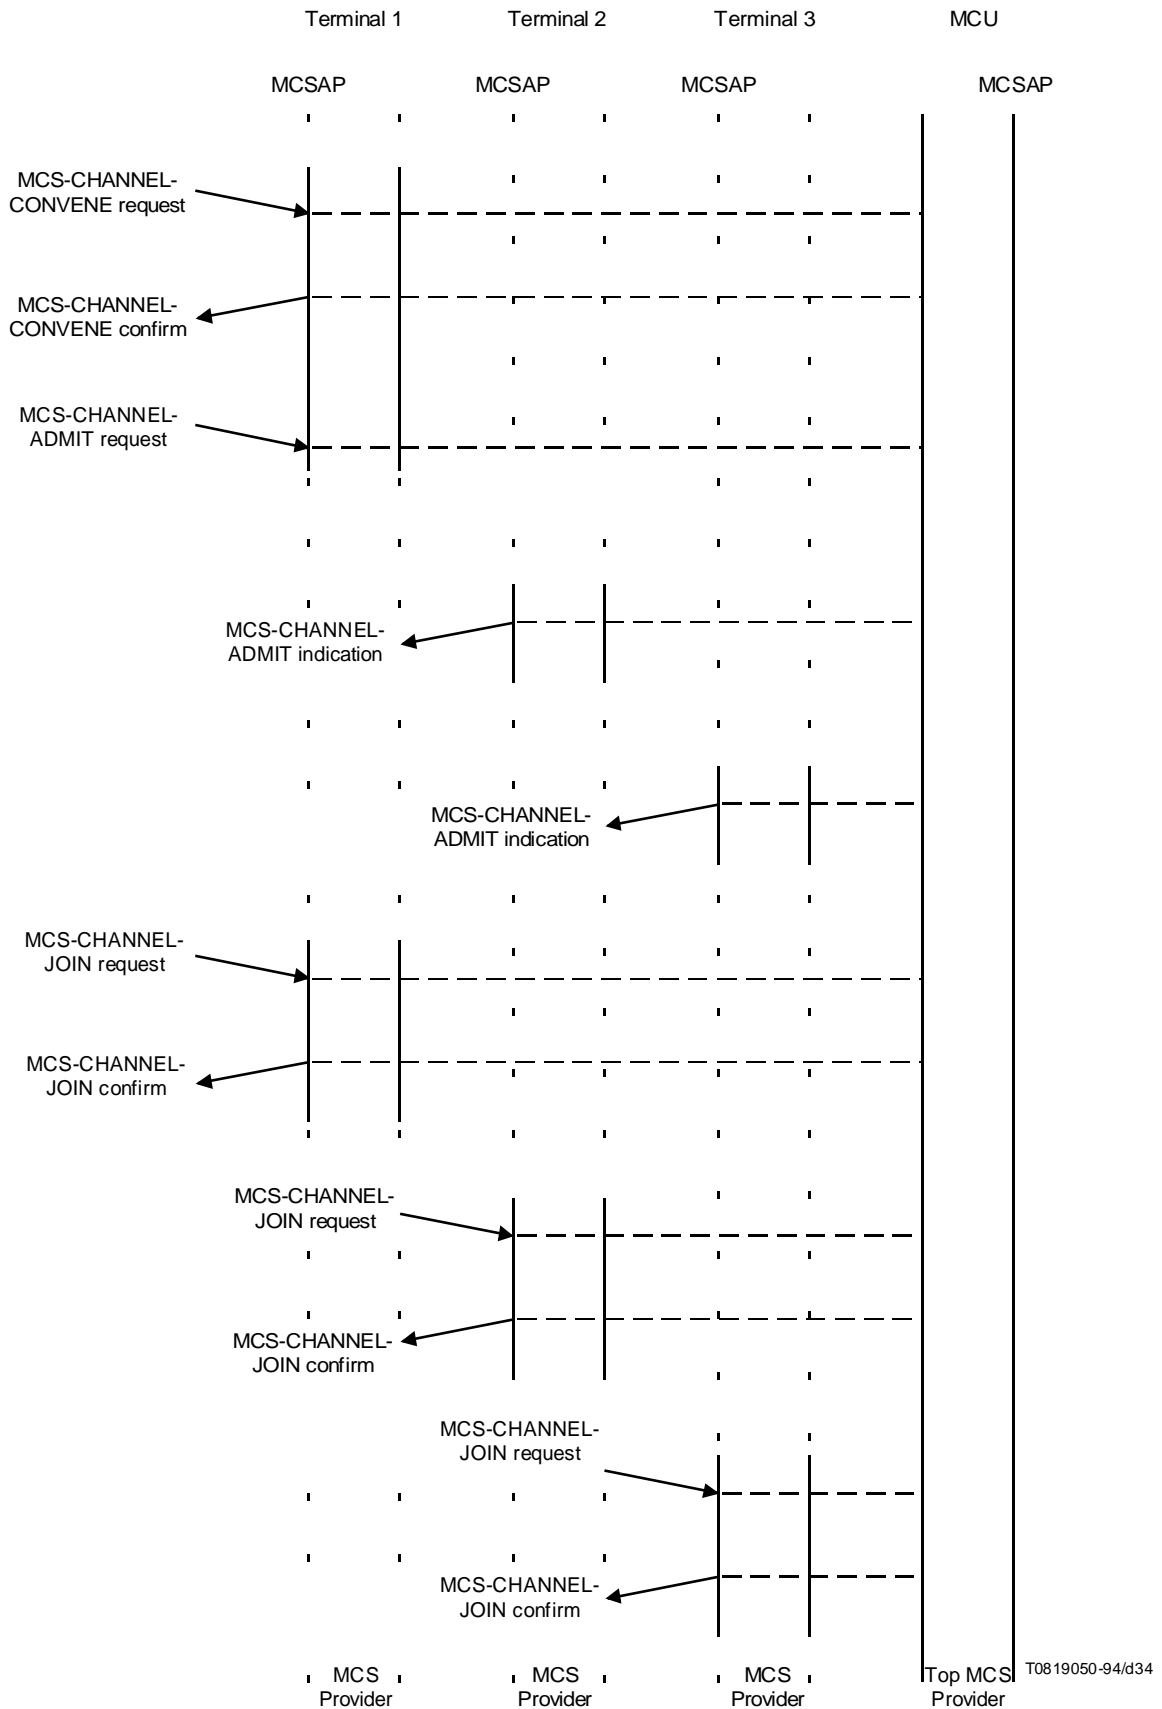 Terminal 1 Terminal 2 Terminal 3 MCU
MCSAP MCSAP MCSAP MCSAP
MCS-CHANNEL-
CONVENE request
MCS-CHANNEL-
CONVENE confirm
MCS-CHANNEL-
ADMIT request
MCS-CHANNEL-
ADMIT indication
MCS-CHANNEL-
ADMIT indication
MCS-CHANNEL-
JOIN request
MCS-CHANNEL-
JOIN confirm
MCS-CHANNEL-
JOIN request
MCS-CHANNEL-
JOIN confirm
MCS-CHANNEL-
JOIN request
MCS-CHANNEL-
JOIN confirm
MCS
Provider
MCS
Provider
MCS
Provider
Top MCS
Provider
T0819050-94/d34